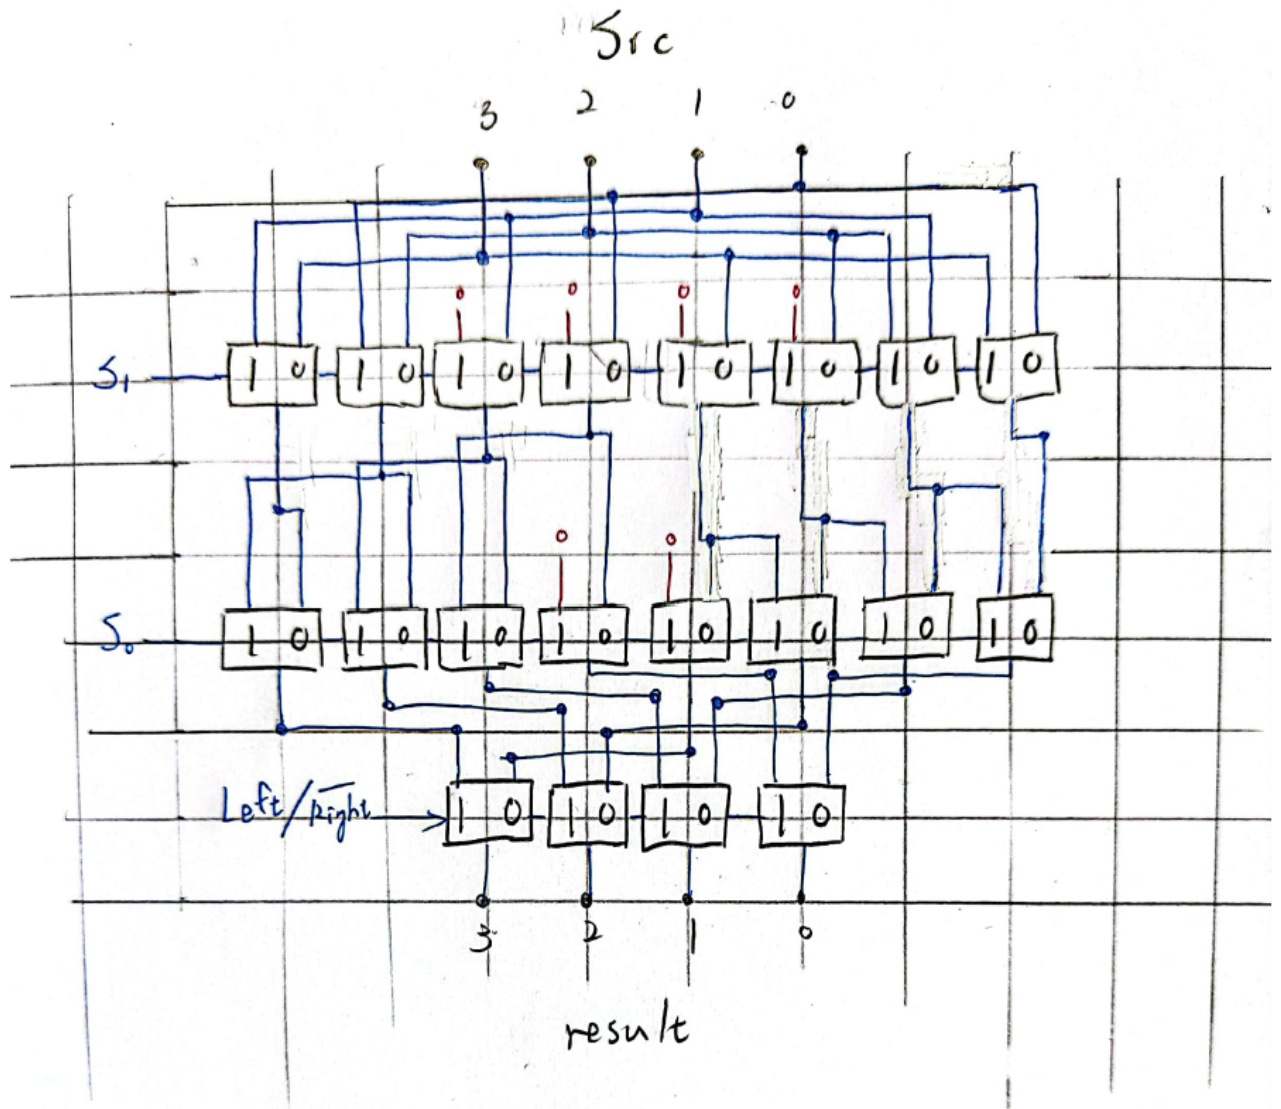 Src
3 2 1 0
0 0 0 0
S₁ 1 0 1 0 1 0 1 0 1 0 1 0 1 0 1 0
0 0
S₀ 1 0 1 0 1 0 1 0 1 0 1 0 1 0 1 0
Left/R̅i̅g̅h̅t̅ 1 0 1 0 1 0 1 0
3 2 1 0
result